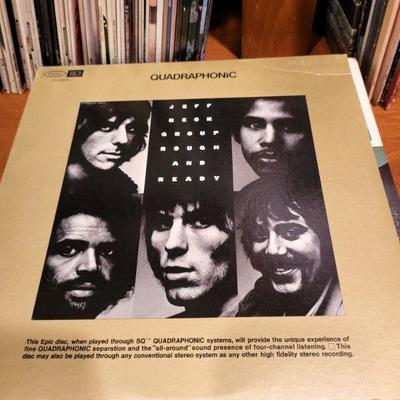 QUADRAPHONIC
JEFF
BECK
GROUP
ROUGH
AND
READY
This Epic disc, when played through SQ™ QUADRAPHONIC systems, will provide the unique experience of
fine QUADRAPHONIC separation and the "all-around" sound presence of four-channel listening. □ This
disc may also be played through any conventional stereo system as any other high fidelity stereo recording.